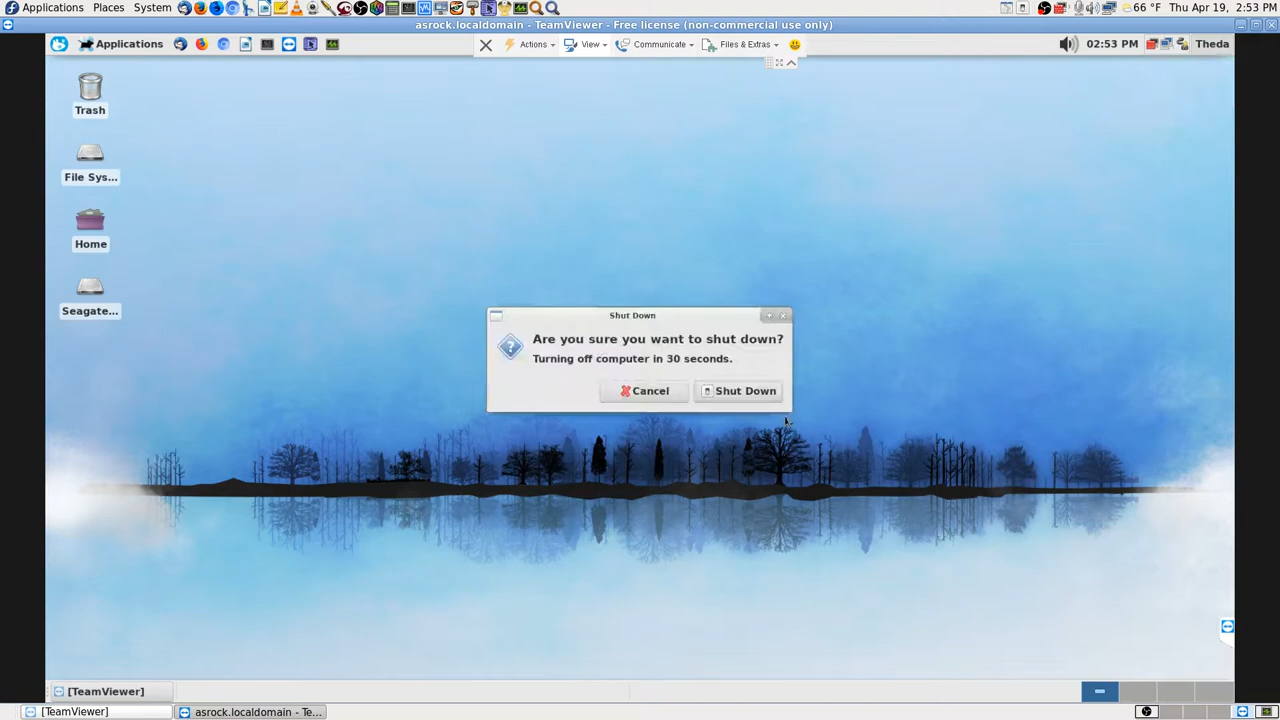 Applications Places System 66 °F Thu Apr 19, 2:53 PM
asrock.localdomain - TeamViewer - Free license (non-commercial use only)
Applications Actions View Communicate Files & Extras 02:53 PM Theda
Trash
File Sys...
Home
Seagate...
Shut Down
Are you sure you want to shut down?
Turning off computer in 30 seconds.
Cancel Shut Down
[TeamViewer]
[TeamViewer] asrock.localdomain - Te...